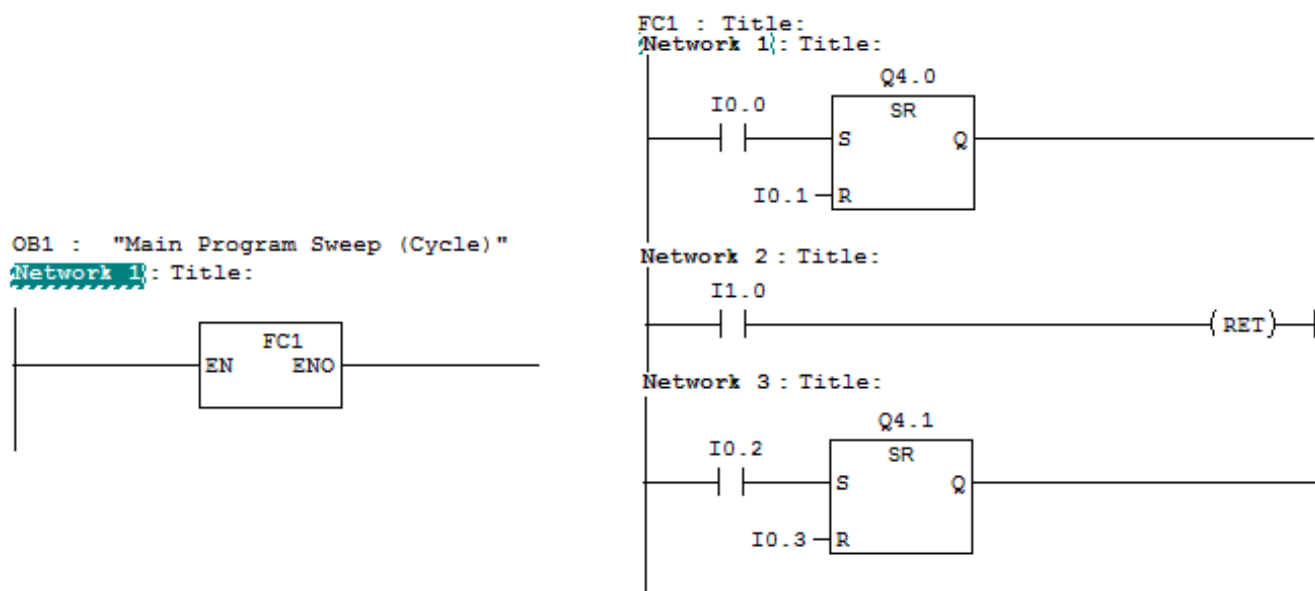 OB1 : "Main Program Sweep (Cycle)"
Network 1: Title:
FC1
EN ENO
FC1 : Title:
Network 1: Title:
Q4.0
I0.0
SR
S Q
I0.1 R
Network 2 : Title:
I1.0
(RET)
Network 3 : Title:
Q4.1
I0.2
SR
S Q
I0.3 R